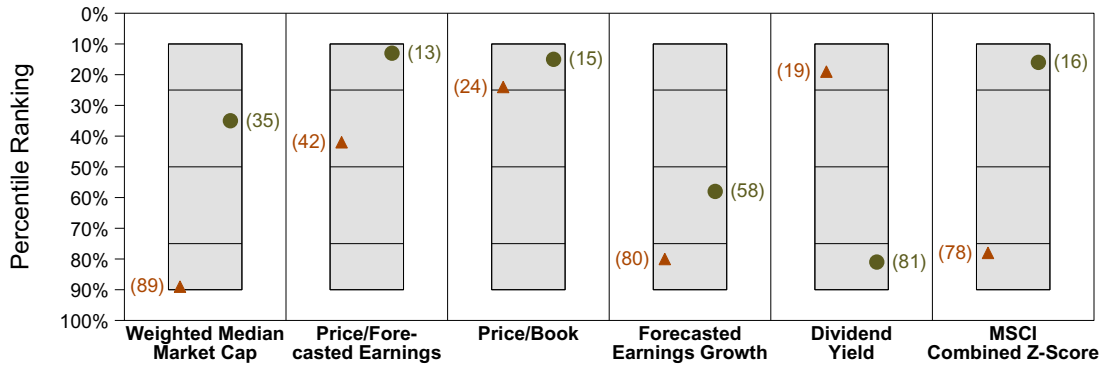 Percentile Ranking
0%
10%
20%
30%
40%
50%
60%
70%
80%
90%
100%
(89)
(35)
(42)
(13)
(24)
(15)
(80)
(58)
(19)
(81)
(78)
(16)
Weighted Median
Market Cap
Price/Fore-
casted Earnings
Price/Book
Forecasted
Earnings Growth
Dividend
Yield
MSCI
Combined Z-Score